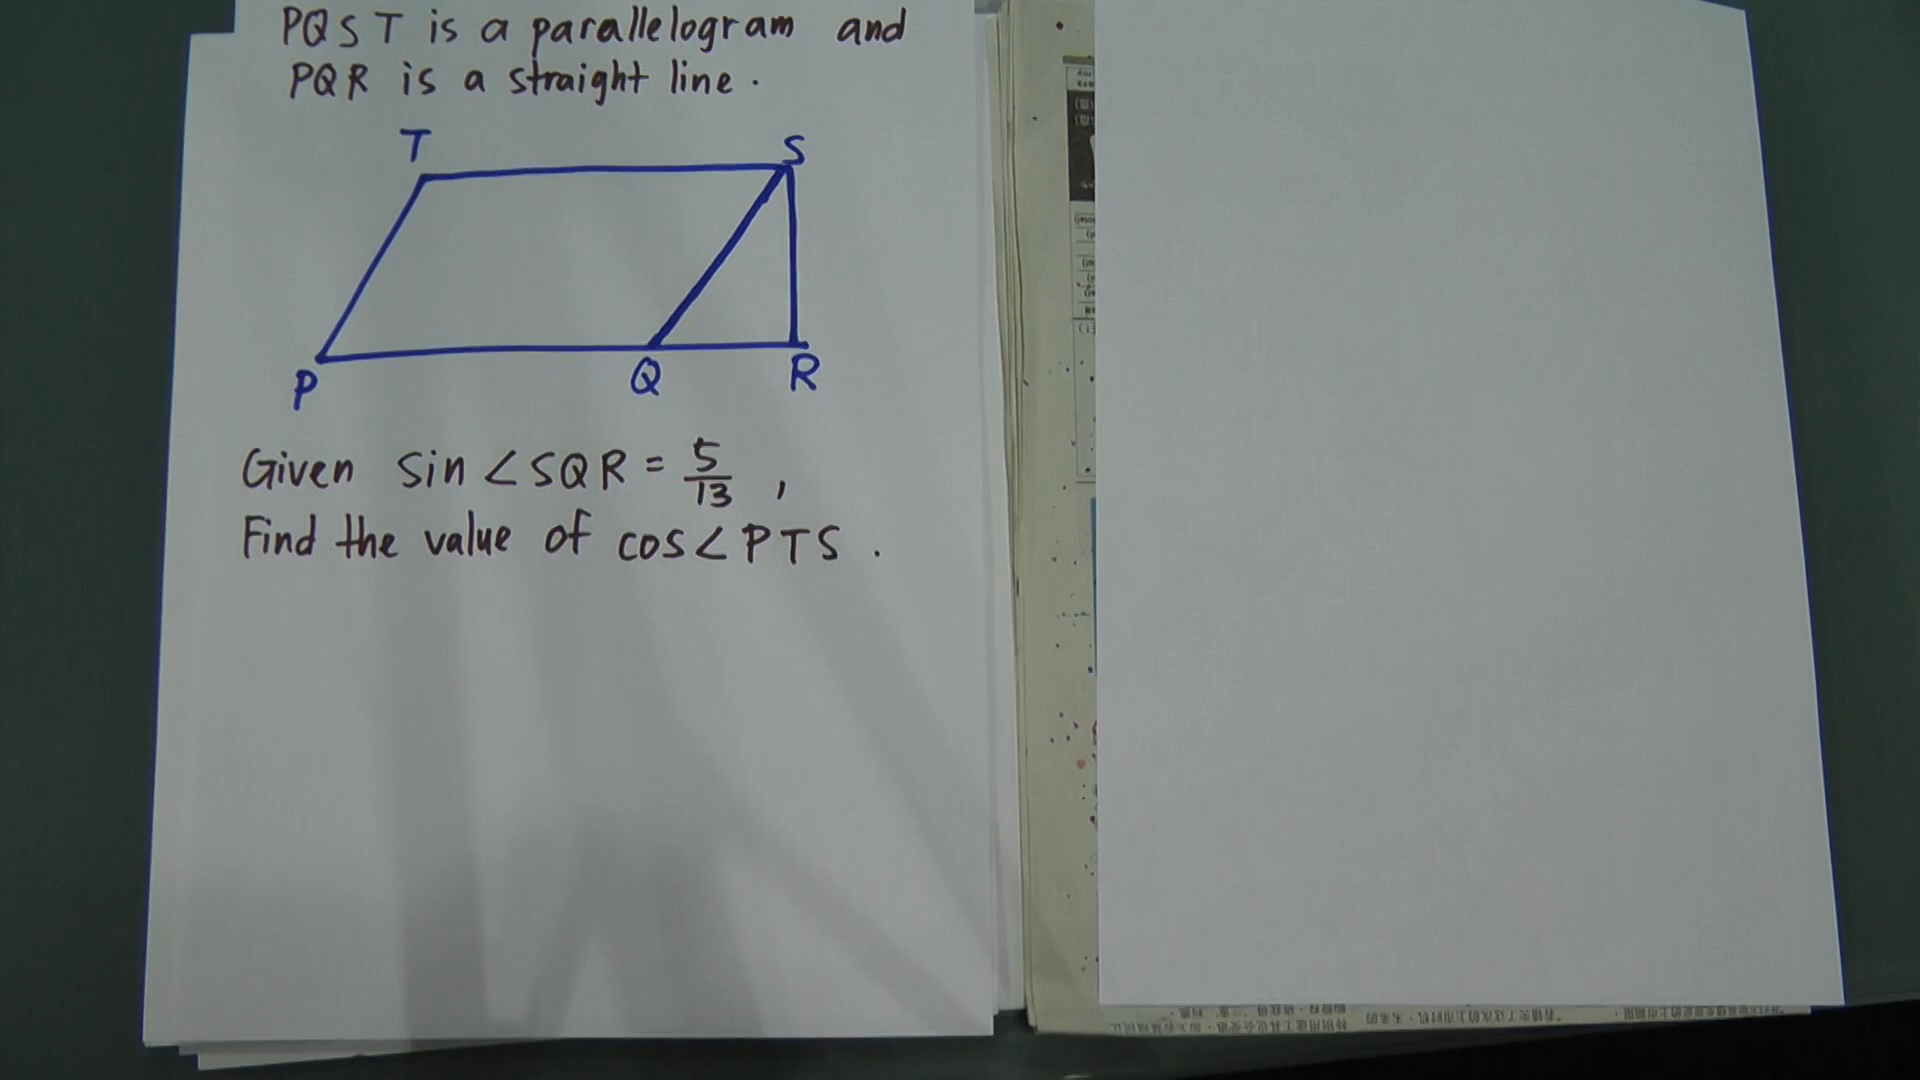 PQST is a parallelogram and
PQR is a straight line.
T
S
P
Q
R
Given sin∠SQR = 5/13 ,
Find the value of cos∠PTS .